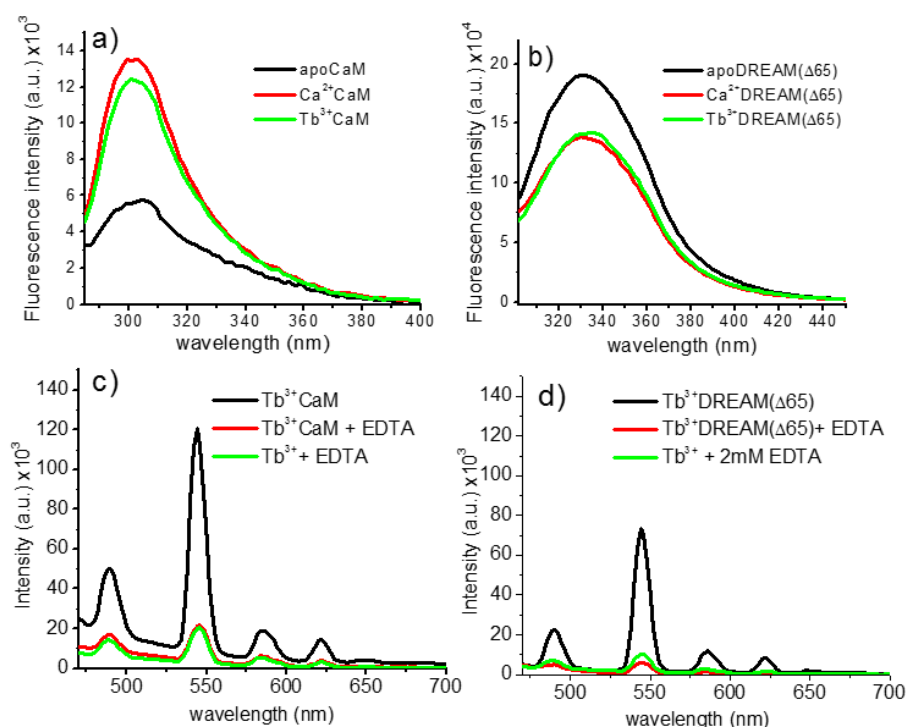 a)
Fluorescence intensity (a.u.) x10³
14
12
10
8
6
4
2
0
apoCaM
Ca²⁺CaM
Tb³⁺CaM
300 320 340 360 380 400
wavelength (nm)
b)
Fluorescence intensity (a.u.) x10⁴
20
15
10
5
0
apoDREAM(Δ65)
Ca²⁺DREAM(Δ65)
Tb³⁺DREAM(Δ65)
320 340 360 380 400 420 440
wavelength (nm)
c)
Intensity (a.u.) x10³
140
120
100
80
60
40
20
0
Tb³⁺CaM
Tb³⁺CaM + EDTA
Tb³⁺ + EDTA
500 550 600 650 700
wavelength (nm)
d)
Intensity (a.u.) x10³
140
120
100
80
60
40
20
0
Tb³⁺DREAM(Δ65)
Tb³⁺DREAM(Δ65)+ EDTA
Tb³⁺ + 2mM EDTA
500 550 600 650 700
wavelength (nm)